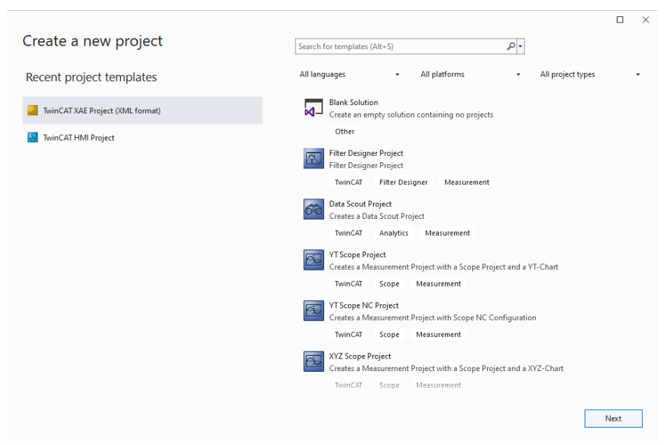 Create a new project
Search for templates (Alt+S)
Recent project templates
All languages
All platforms
All project types
TwinCAT XAE Project (XML format)
TwinCAT HMI Project
Blank Solution
Create an empty solution containing no projects
Other
Filter Designer Project
Filter Designer Project
TwinCAT Filter Designer Measurement
Data Scout Project
Creates a Data Scout Project
TwinCAT Analytics Measurement
YT Scope Project
Creates a Measurement Project with a Scope Project and a YT-Chart
TwinCAT Scope Measurement
YT Scope NC Project
Creates a Measurement Project with Scope NC Configuration
TwinCAT Scope Measurement
XYZ Scope Project
Creates a Measurement Project with a Scope Project and a XYZ-Chart
TwinCAT Scope Measurement
Next